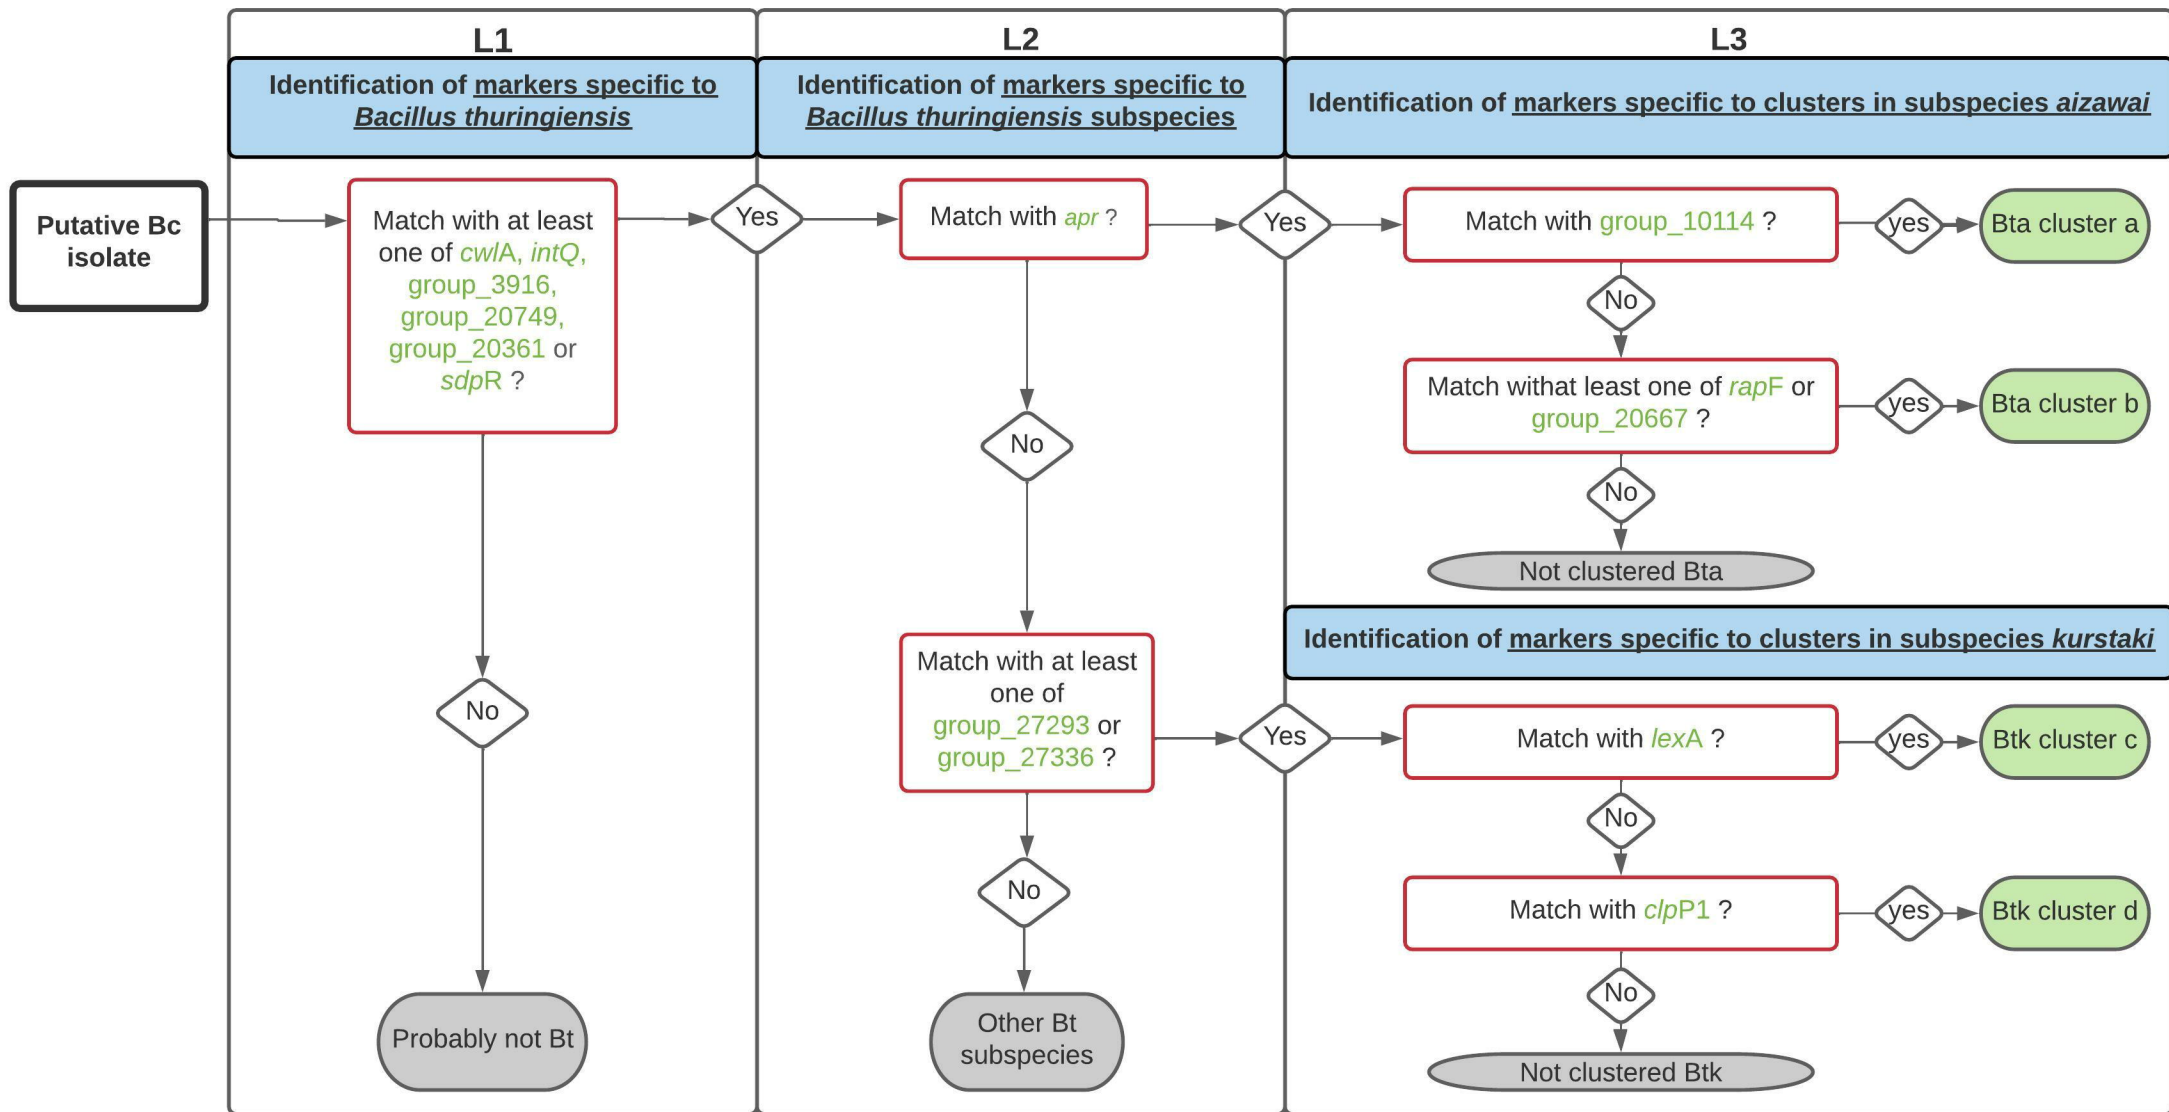 L1
Identification of markers specific to
Bacillus thuringiensis
Putative Bc
isolate
Match with at least
one of cwlA, intQ,
group_3916,
group_20749,
group_20361 or
sdpR ?
Yes
No
Probably not Bt
L2
Identification of markers specific to
Bacillus thuringiensis subspecies
Match with apr ?
Yes
No
Match with at least
one of
group_27293 or
group_27336 ?
Yes
No
Other Bt
subspecies
L3
Identification of markers specific to clusters in subspecies aizawai
Match with group_10114 ?
yes
Bta cluster a
No
Match withat least one of rapF or
group_20667 ?
yes
Bta cluster b
No
Not clustered Bta
Identification of markers specific to clusters in subspecies kurstaki
Match with lexA ?
yes
Btk cluster c
No
Match with clpP1 ?
yes
Btk cluster d
No
Not clustered Btk